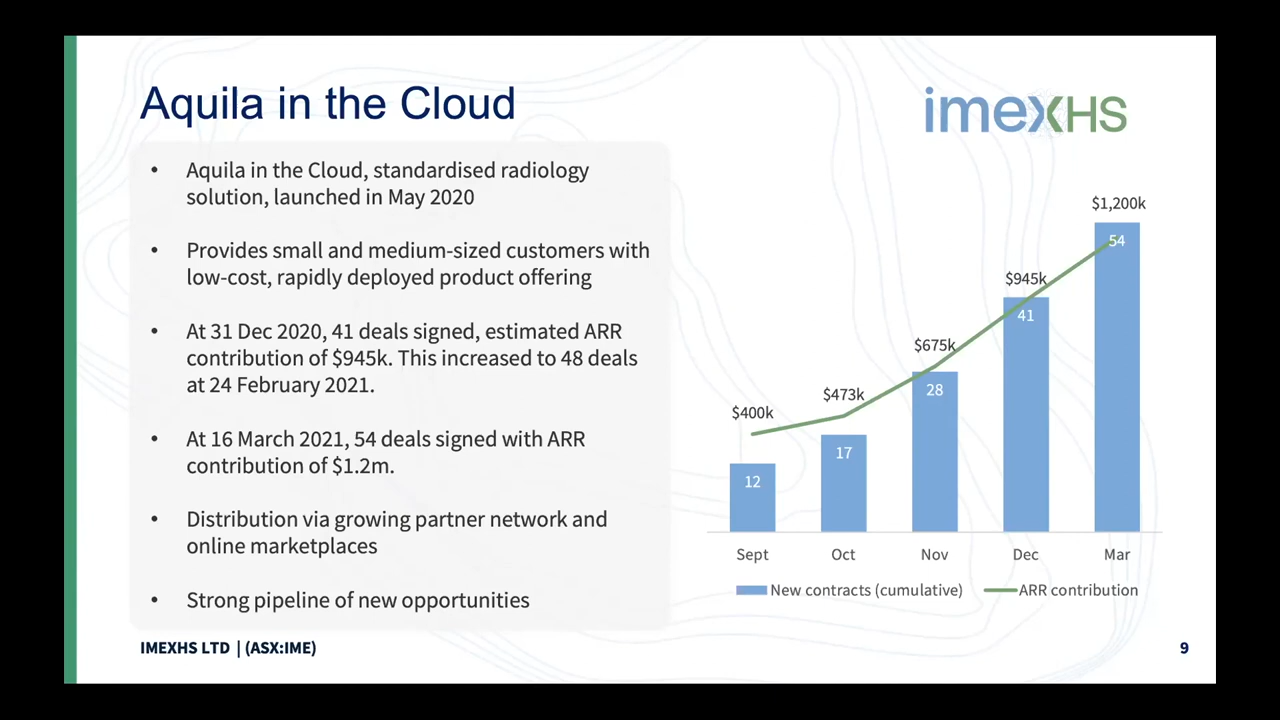 Aquila in the Cloud
imexHS
• Aquila in the Cloud, standardised radiology
solution, launched in May 2020
• Provides small and medium-sized customers with
low-cost, rapidly deployed product offering
• At 31 Dec 2020, 41 deals signed, estimated ARR
contribution of $945k. This increased to 48 deals
at 24 February 2021.
• At 16 March 2021, 54 deals signed with ARR
contribution of $1.2m.
• Distribution via growing partner network and
online marketplaces
• Strong pipeline of new opportunities
$1,200k
54
$945k
41
$675k
28
$473k
17
$400k
12
Sept Oct Nov Dec Mar
New contracts (cumulative) ARR contribution
IMEXHS LTD | (ASX:IME)
9